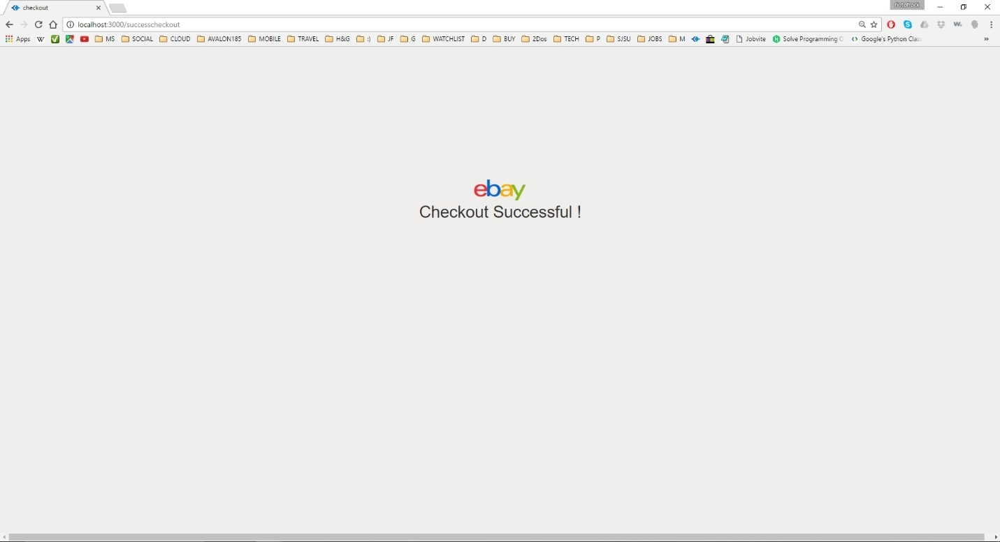 checkout
nototrock
localhost:3000/successcheckout
Apps W MS SOCIAL CLOUD AVALON185 MOBILE TRAVEL H&G :) JF G WATCHLIST D BUY 2Dos TECH P SJSU JOBS M Jobvite Solve Programming Google's Python Clas »
ebay
Checkout Successful !